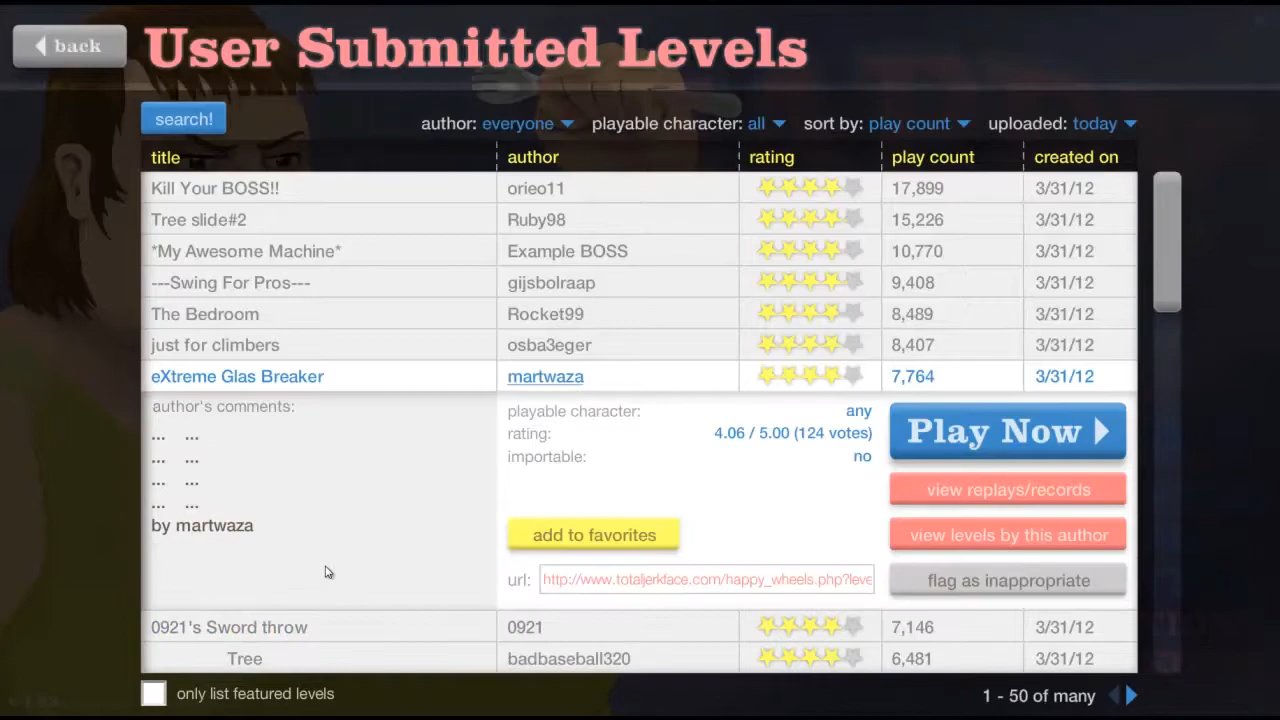 back
User Submitted Levels
search!
author: everyone playable character: all sort by: play count uploaded: today
title author rating play count created on
Kill Your BOSS!! orieo11 17,899 3/31/12
Tree slide#2 Ruby98 15,226 3/31/12
*My Awesome Machine* Example BOSS 10,770 3/31/12
---Swing For Pros--- gijsbolraap 9,408 3/31/12
The Bedroom Rocket99 8,489 3/31/12
just for climbers osba3eger 8,407 3/31/12
eXtreme Glas Breaker martwaza 7,764 3/31/12
author's comments:
... ...
... ...
... ...
... ...
by martwaza
playable character: any
rating: 4.06 / 5.00 (124 votes)
importable: no
add to favorites
url: http://www.totaljerkface.com/happy_wheels.php?leve
Play Now
view replays/records
view levels by this author
flag as inappropriate
0921's Sword throw 0921 7,146 3/31/12
Tree badbaseball320 6,481 3/31/12
only list featured levels
1 - 50 of many